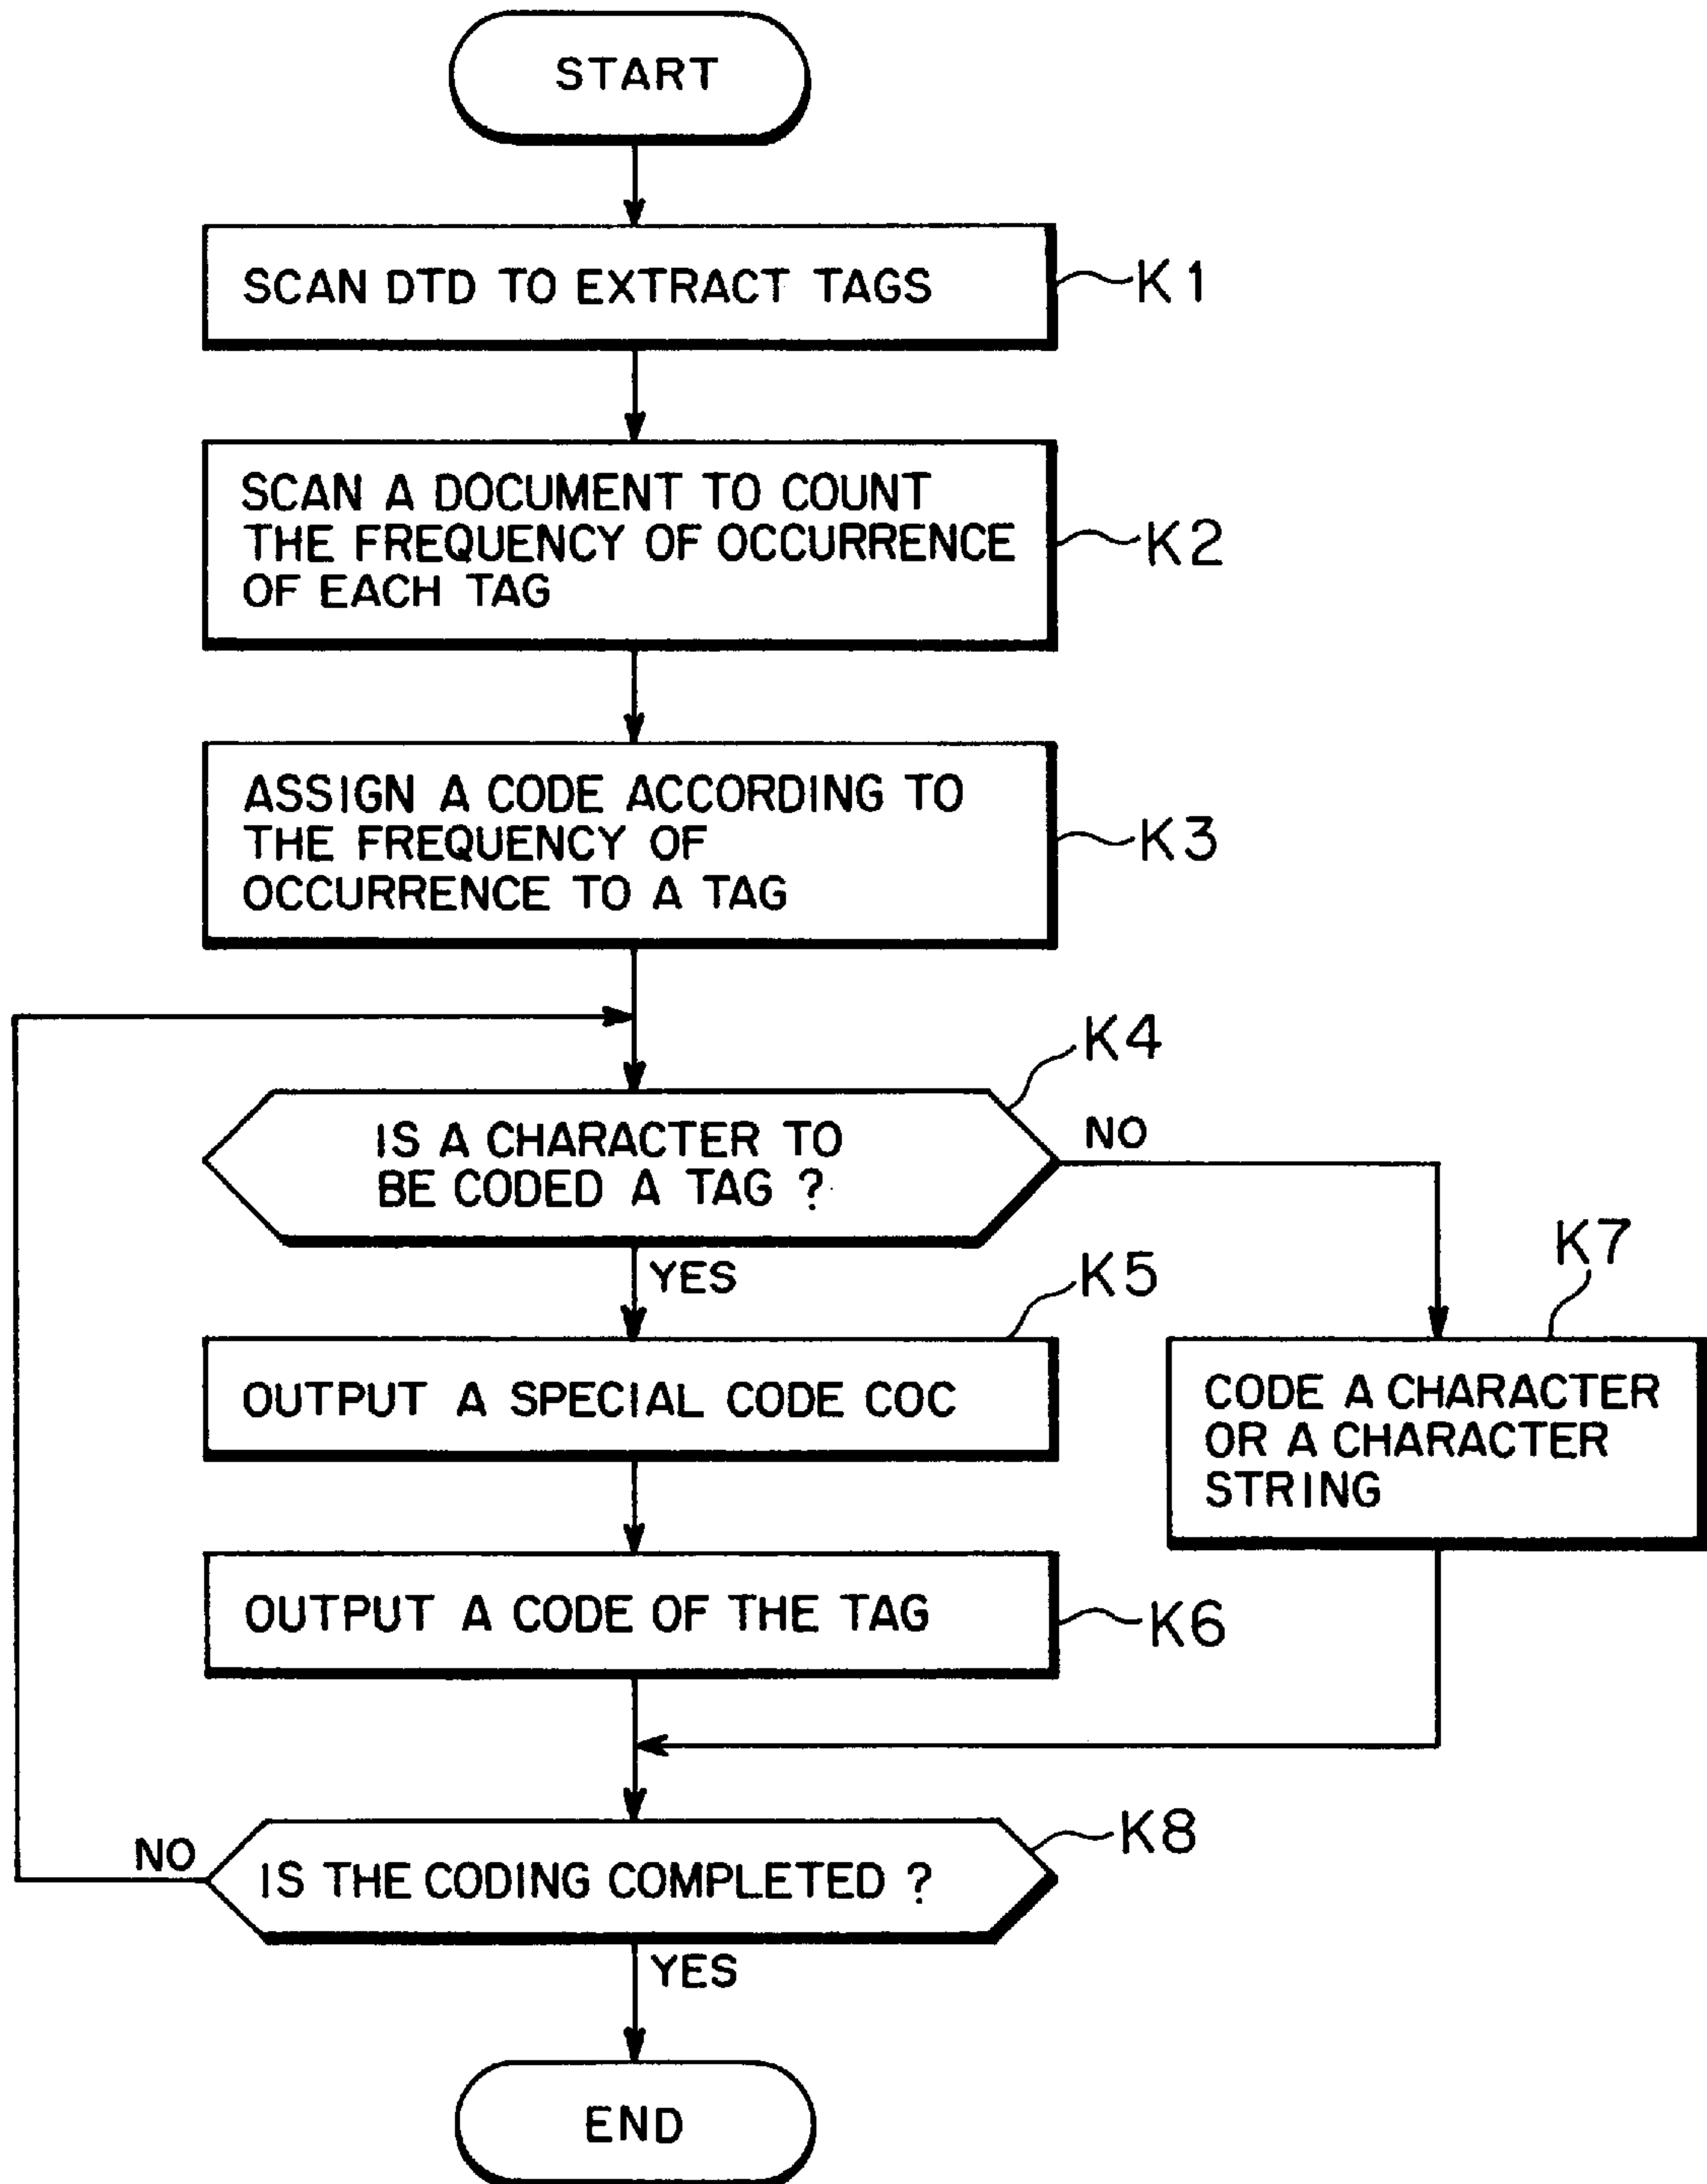 START
SCAN DTD TO EXTRACT TAGS
K1
SCAN A DOCUMENT TO COUNT
THE FREQUENCY OF OCCURRENCE
OF EACH TAG
K2
ASSIGN A CODE ACCORDING TO
THE FREQUENCY OF
OCCURRENCE TO A TAG
K3
K4
IS A CHARACTER TO
BE CODED A TAG ?
NO
YES
K5
K7
OUTPUT A SPECIAL CODE COC
CODE A CHARACTER
OR A CHARACTER
STRING
OUTPUT A CODE OF THE TAG
K6
K8
NO
IS THE CODING COMPLETED ?
YES
END